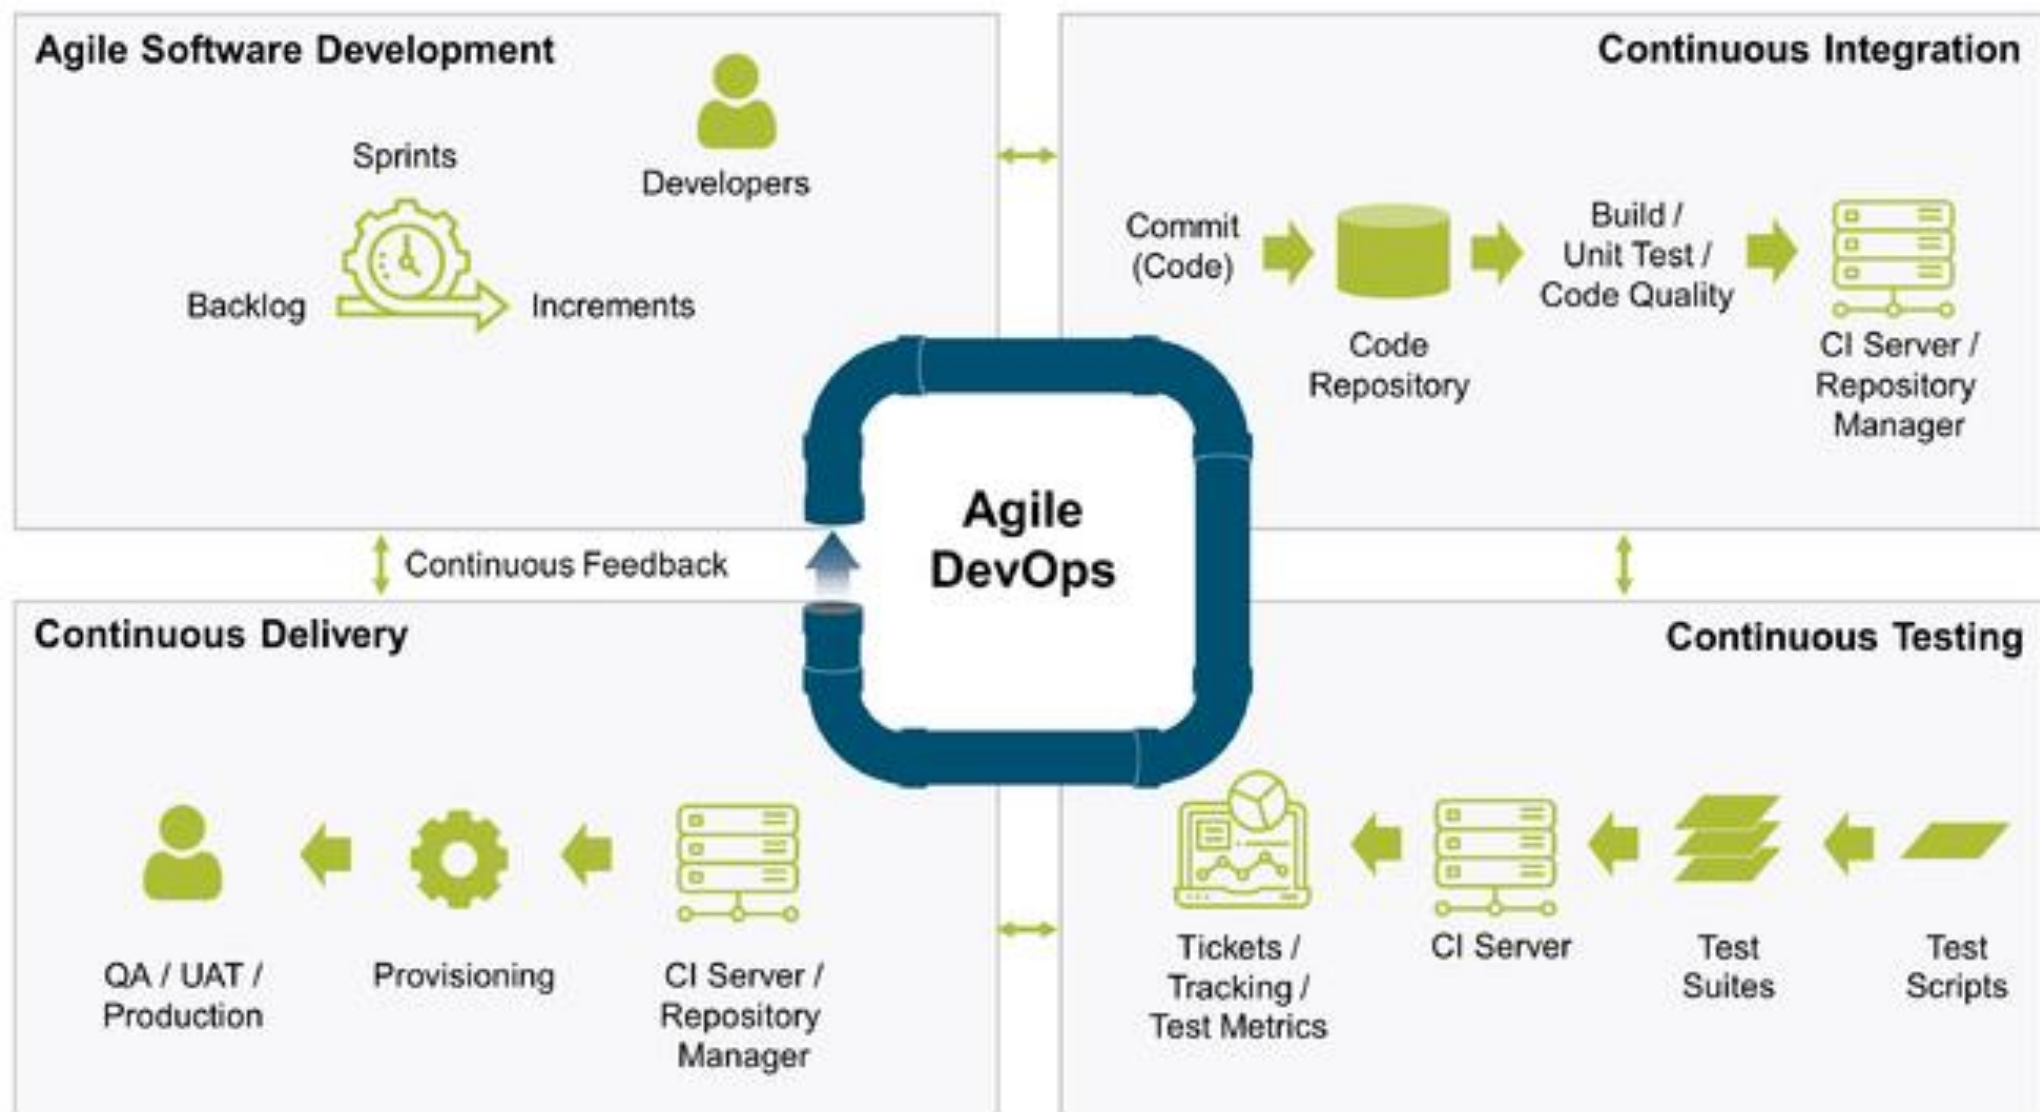 Agile Software Development
Developers
Sprints
Backlog
Increments
Continuous Integration
Commit
(Code)
Code
Repository
Build /
Unit Test /
Code Quality
CI Server /
Repository
Manager
Agile
DevOps
Continuous Feedback
Continuous Delivery
QA / UAT /
Production
Provisioning
CI Server /
Repository
Manager
Continuous Testing
Tickets /
Tracking /
Test Metrics
CI Server
Test
Suites
Test
Scripts